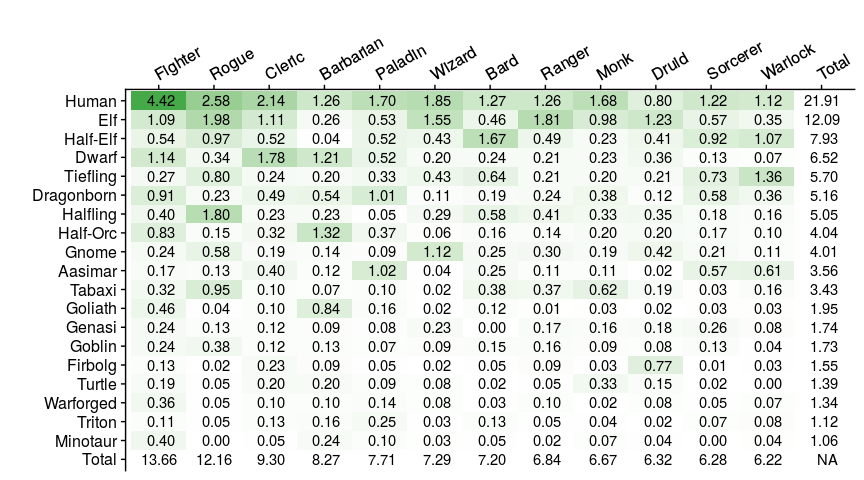 Fighter Rogue Cleric Barbarian Paladin Wizard Bard Ranger Monk Druid Sorcerer Warlock Total
Human 4.42 2.58 2.14 1.26 1.70 1.85 1.27 1.26 1.68 0.80 1.22 1.12 21.91
Elf 1.09 1.98 1.11 0.26 0.53 1.55 0.46 1.81 0.98 1.23 0.57 0.35 12.09
Half-Elf 0.54 0.97 0.52 0.04 0.52 0.43 1.67 0.49 0.23 0.41 0.92 1.07 7.93
Dwarf 1.14 0.34 1.78 1.21 0.52 0.20 0.24 0.21 0.23 0.36 0.13 0.07 6.52
Tiefling 0.27 0.80 0.24 0.20 0.33 0.43 0.64 0.21 0.20 0.21 0.73 1.36 5.70
Dragonborn 0.91 0.23 0.49 0.54 1.01 0.11 0.19 0.24 0.38 0.12 0.58 0.36 5.16
Halfling 0.40 1.80 0.23 0.23 0.05 0.29 0.58 0.41 0.33 0.35 0.18 0.16 5.05
Half-Orc 0.83 0.15 0.32 1.32 0.37 0.06 0.16 0.14 0.20 0.20 0.17 0.10 4.04
Gnome 0.24 0.58 0.19 0.14 0.09 1.12 0.25 0.30 0.19 0.42 0.21 0.11 4.01
Aasimar 0.17 0.13 0.40 0.12 1.02 0.04 0.25 0.11 0.11 0.02 0.57 0.61 3.56
Tabaxi 0.32 0.95 0.10 0.07 0.10 0.02 0.38 0.37 0.62 0.19 0.03 0.16 3.43
Goliath 0.46 0.04 0.10 0.84 0.16 0.02 0.12 0.01 0.03 0.02 0.03 0.03 1.95
Genasi 0.24 0.13 0.12 0.09 0.08 0.23 0.00 0.17 0.16 0.18 0.26 0.08 1.74
Goblin 0.24 0.38 0.12 0.13 0.07 0.09 0.15 0.16 0.09 0.08 0.13 0.04 1.73
Firbolg 0.13 0.02 0.23 0.09 0.05 0.02 0.05 0.09 0.03 0.77 0.01 0.03 1.55
Turtle 0.19 0.05 0.20 0.20 0.09 0.08 0.02 0.05 0.33 0.15 0.02 0.00 1.39
Warforged 0.36 0.05 0.10 0.10 0.14 0.08 0.03 0.10 0.02 0.08 0.05 0.07 1.34
Triton 0.11 0.05 0.13 0.16 0.25 0.03 0.13 0.05 0.04 0.02 0.07 0.08 1.12
Minotaur 0.40 0.00 0.05 0.24 0.10 0.03 0.05 0.02 0.07 0.04 0.00 0.04 1.06
Total 13.66 12.16 9.30 8.27 7.71 7.29 7.20 6.84 6.67 6.32 6.28 6.22 NA